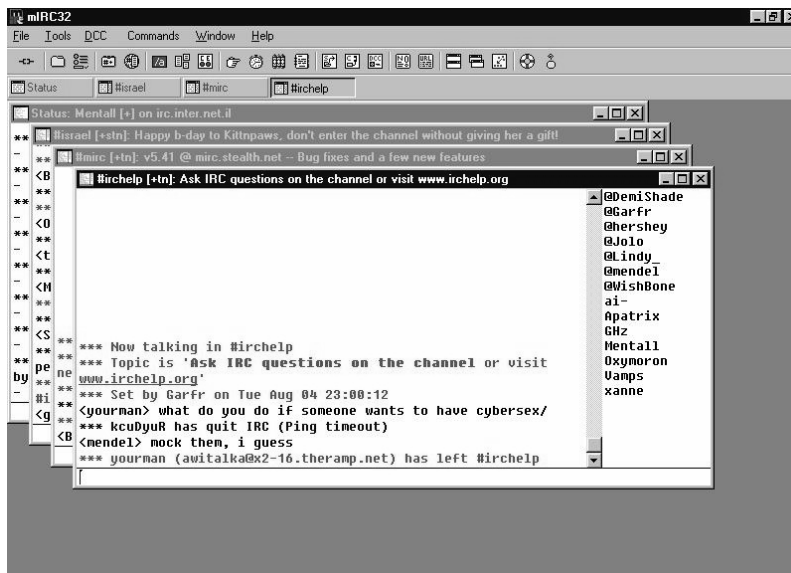 mIRC32
File Tools DCC Commands Window Help
Status #israel #mirc #irchelp
Status: Mentall [+] on irc.inter.net.il
#israel [+stn]: Happy b-day to Kittnpaws, don't enter the channel without giving her a gift!
#mirc [+tn]: v5.41 @ mirc.stealth.net -- Bug fixes and a few new features
#irchelp [+tn]: Ask IRC questions on the channel or visit www.irchelp.org
*** Now talking in #irchelp
*** Topic is 'Ask IRC questions on the channel or visit
www.irchelp.org'
*** Set by Garfr on Tue Aug 04 23:00:12
<yourman> what do you do if someone wants to have cybersex/
*** kcuDyuR has quit IRC (Ping timeout)
<mendel> mock them, i guess
*** yourman (awitalka@x2-16.theramp.net) has left #irchelp
@DemiShade
@Garfr
@hershey
@Jolo
@Lindy_
@mendel
@WishBone
ai-
Apatrix
GHz
Mentall
Oxymoron
Vamps
xanne